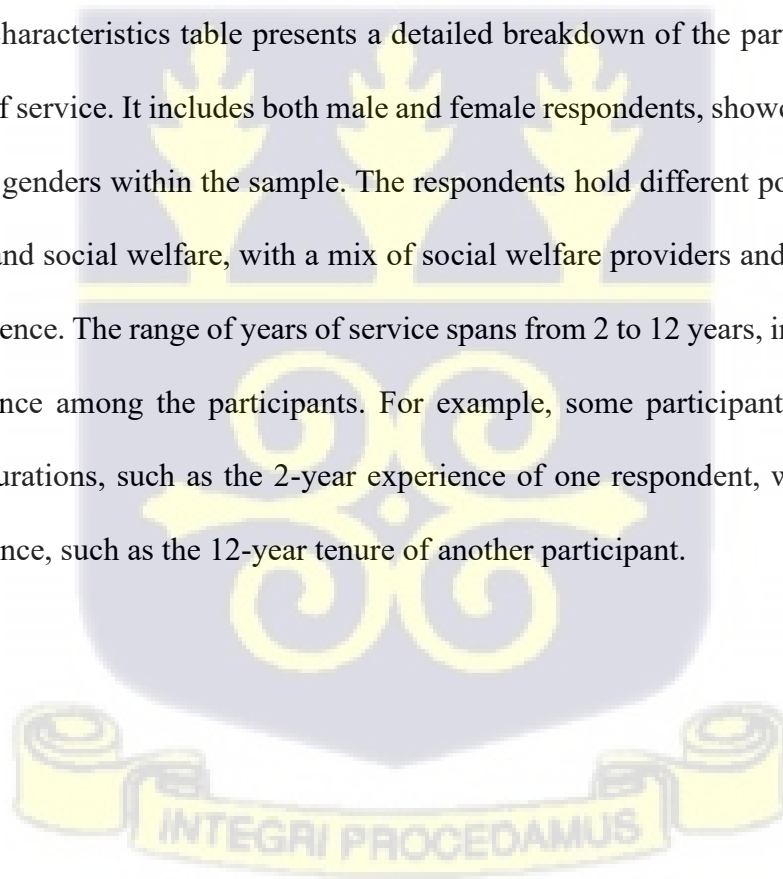 haracteristics table presents a detailed breakdown of the par
f service. It includes both male and female respondents, show
genders within the sample. The respondents hold different po
and social welfare, with a mix of social welfare providers and
ence. The range of years of service spans from 2 to 12 years, i
nce among the participants. For example, some participant
urations, such as the 2-year experience of one respondent,
nce, such as the 12-year tenure of another participant.
INTEGRI PROCEDAMUS